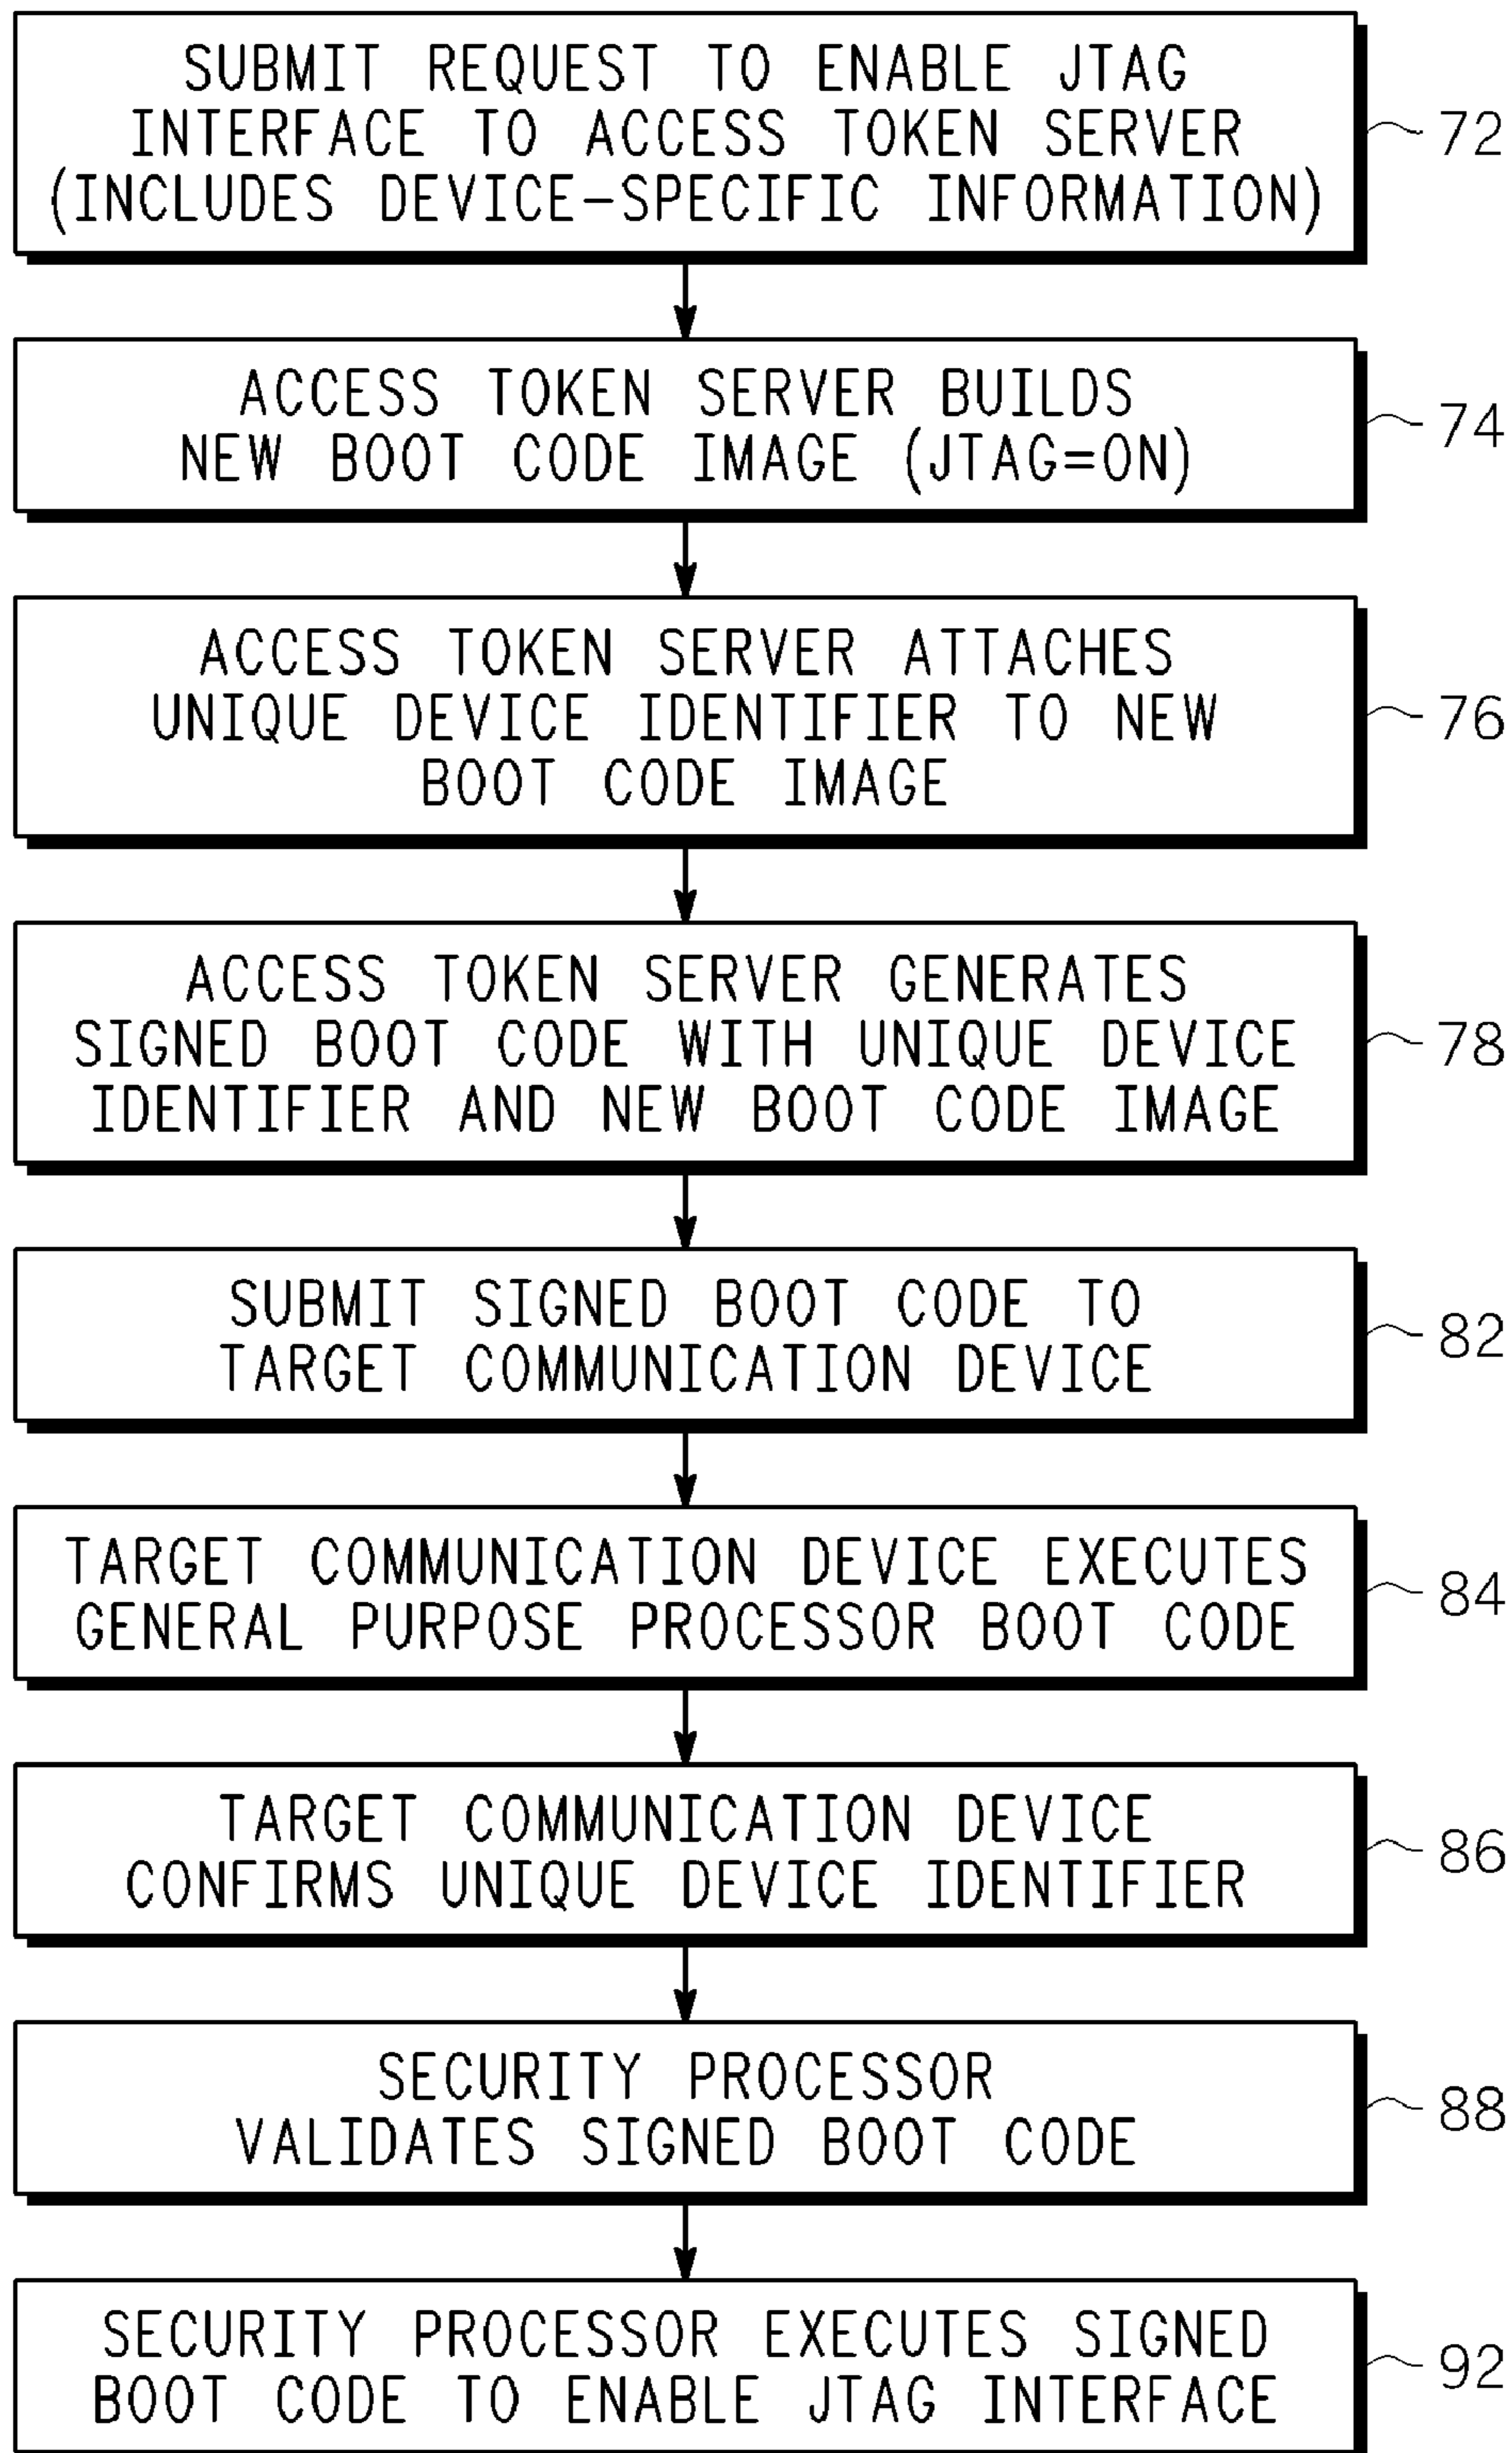 SUBMIT REQUEST TO ENABLE JTAG
INTERFACE TO ACCESS TOKEN SERVER
(INCLUDES DEVICE-SPECIFIC INFORMATION)
72
ACCESS TOKEN SERVER BUILDS
NEW BOOT CODE IMAGE (JTAG=ON)
74
ACCESS TOKEN SERVER ATTACHES
UNIQUE DEVICE IDENTIFIER TO NEW
BOOT CODE IMAGE
76
ACCESS TOKEN SERVER GENERATES
SIGNED BOOT CODE WITH UNIQUE DEVICE
IDENTIFIER AND NEW BOOT CODE IMAGE
78
SUBMIT SIGNED BOOT CODE TO
TARGET COMMUNICATION DEVICE
82
TARGET COMMUNICATION DEVICE EXECUTES
GENERAL PURPOSE PROCESSOR BOOT CODE
84
TARGET COMMUNICATION DEVICE
CONFIRMS UNIQUE DEVICE IDENTIFIER
86
SECURITY PROCESSOR
VALIDATES SIGNED BOOT CODE
88
SECURITY PROCESSOR EXECUTES SIGNED
BOOT CODE TO ENABLE JTAG INTERFACE
92